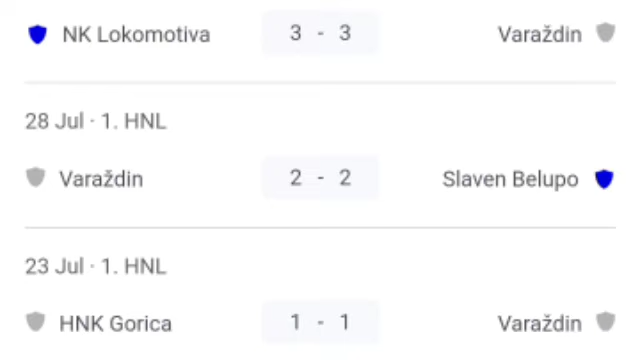 NK Lokomotiva 3 - 3 Varaždin
28 Jul · 1. HNL
Varaždin 2 - 2 Slaven Belupo
23 Jul · 1. HNL
HNK Gorica 1 - 1 Varaždin